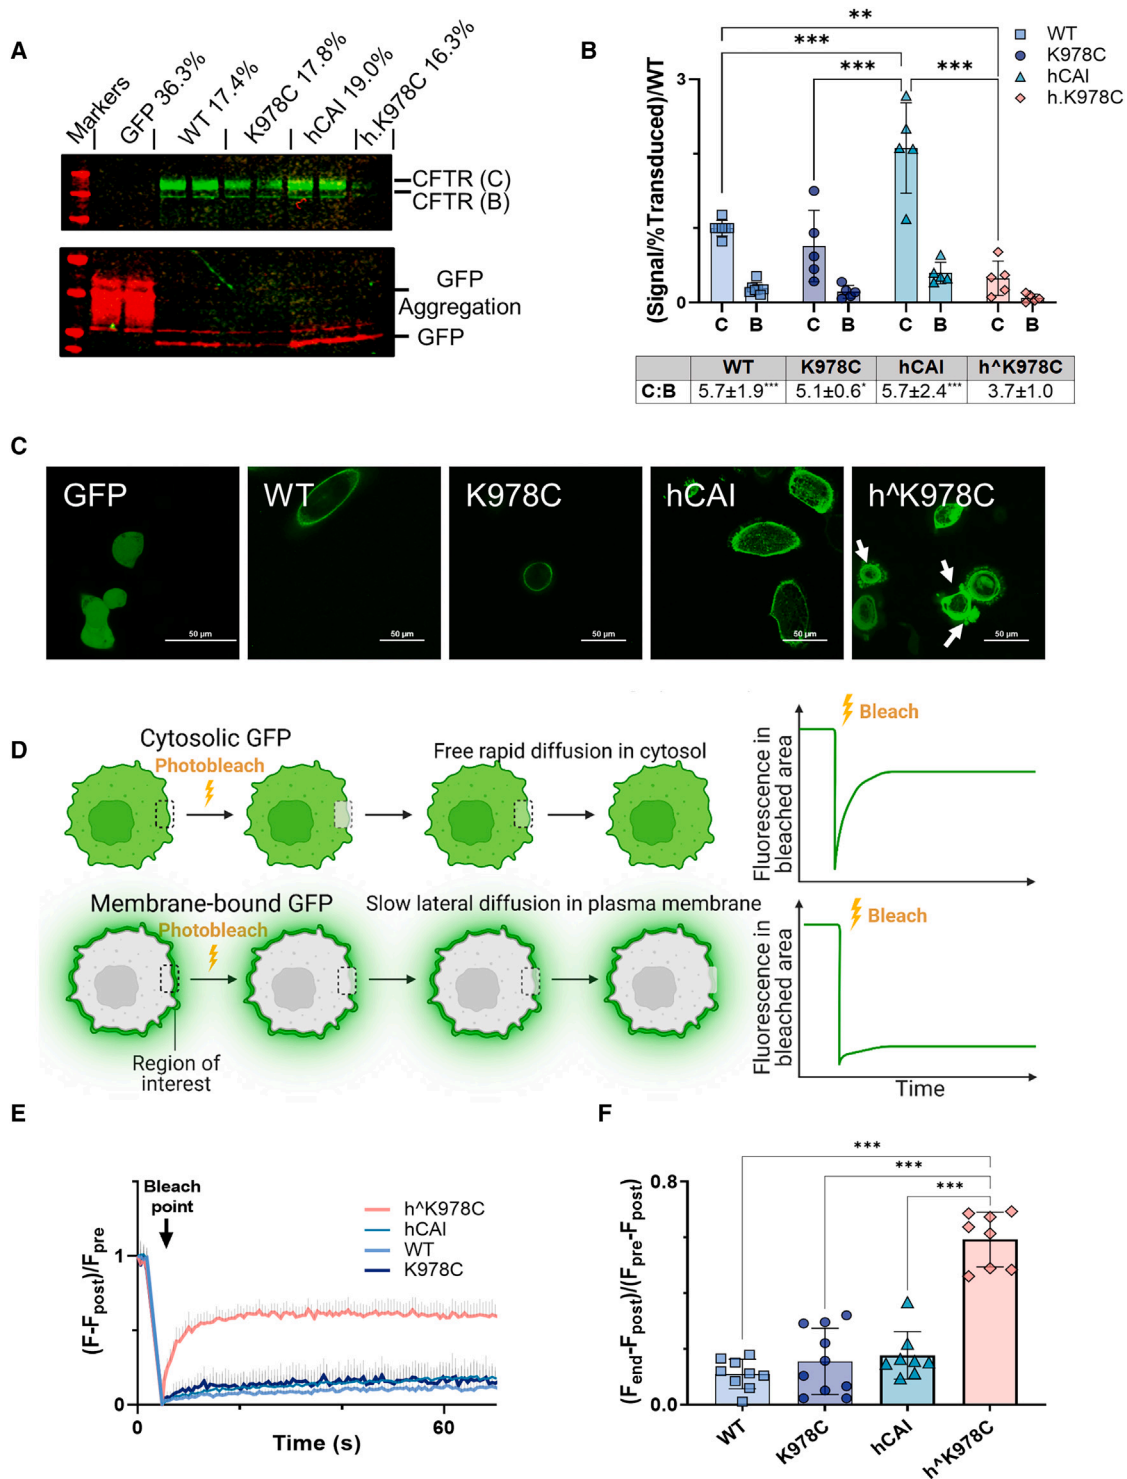 A
Markers
GFP 36.3%
WT 17.4%
K978C 17.8%
hCAI 19.0%
h.K978C 16.3%
CFTR (C)
CFTR (B)
GFP
Aggregation
GFP
B
**
***
*** ***
WT
K978C
hCAI
h.K978C
(Signal/%Transduced)/WT
3
0
C B C B C B C B
WT K978C hCAI h^K978C
C:B 5.7±1.9*** 5.1±0.6* 5.7±2.4*** 3.7±1.0
C
GFP WT K978C hCAI h^K978C
50 µm 50 µm 50 µm 50 µm 50 µm
D
Cytosolic GFP
Photobleach
Free rapid diffusion in cytosol
Bleach
Fluorescence in
bleached area
Membrane-bound GFP
Photobleach
Slow lateral diffusion in plasma membrane
Bleach
Fluorescence in
bleached area
Region of
interest
Time
E
Bleach
point
h^K978C
hCAI
WT
K978C
(F-Fpost)/Fpre
1
0
0 60
Time (s)
F
***
***
***
(Fend-Fpost)/(Fpre-Fpost)
0.8
0.0
WT
K978C
hCAI
h^K978C